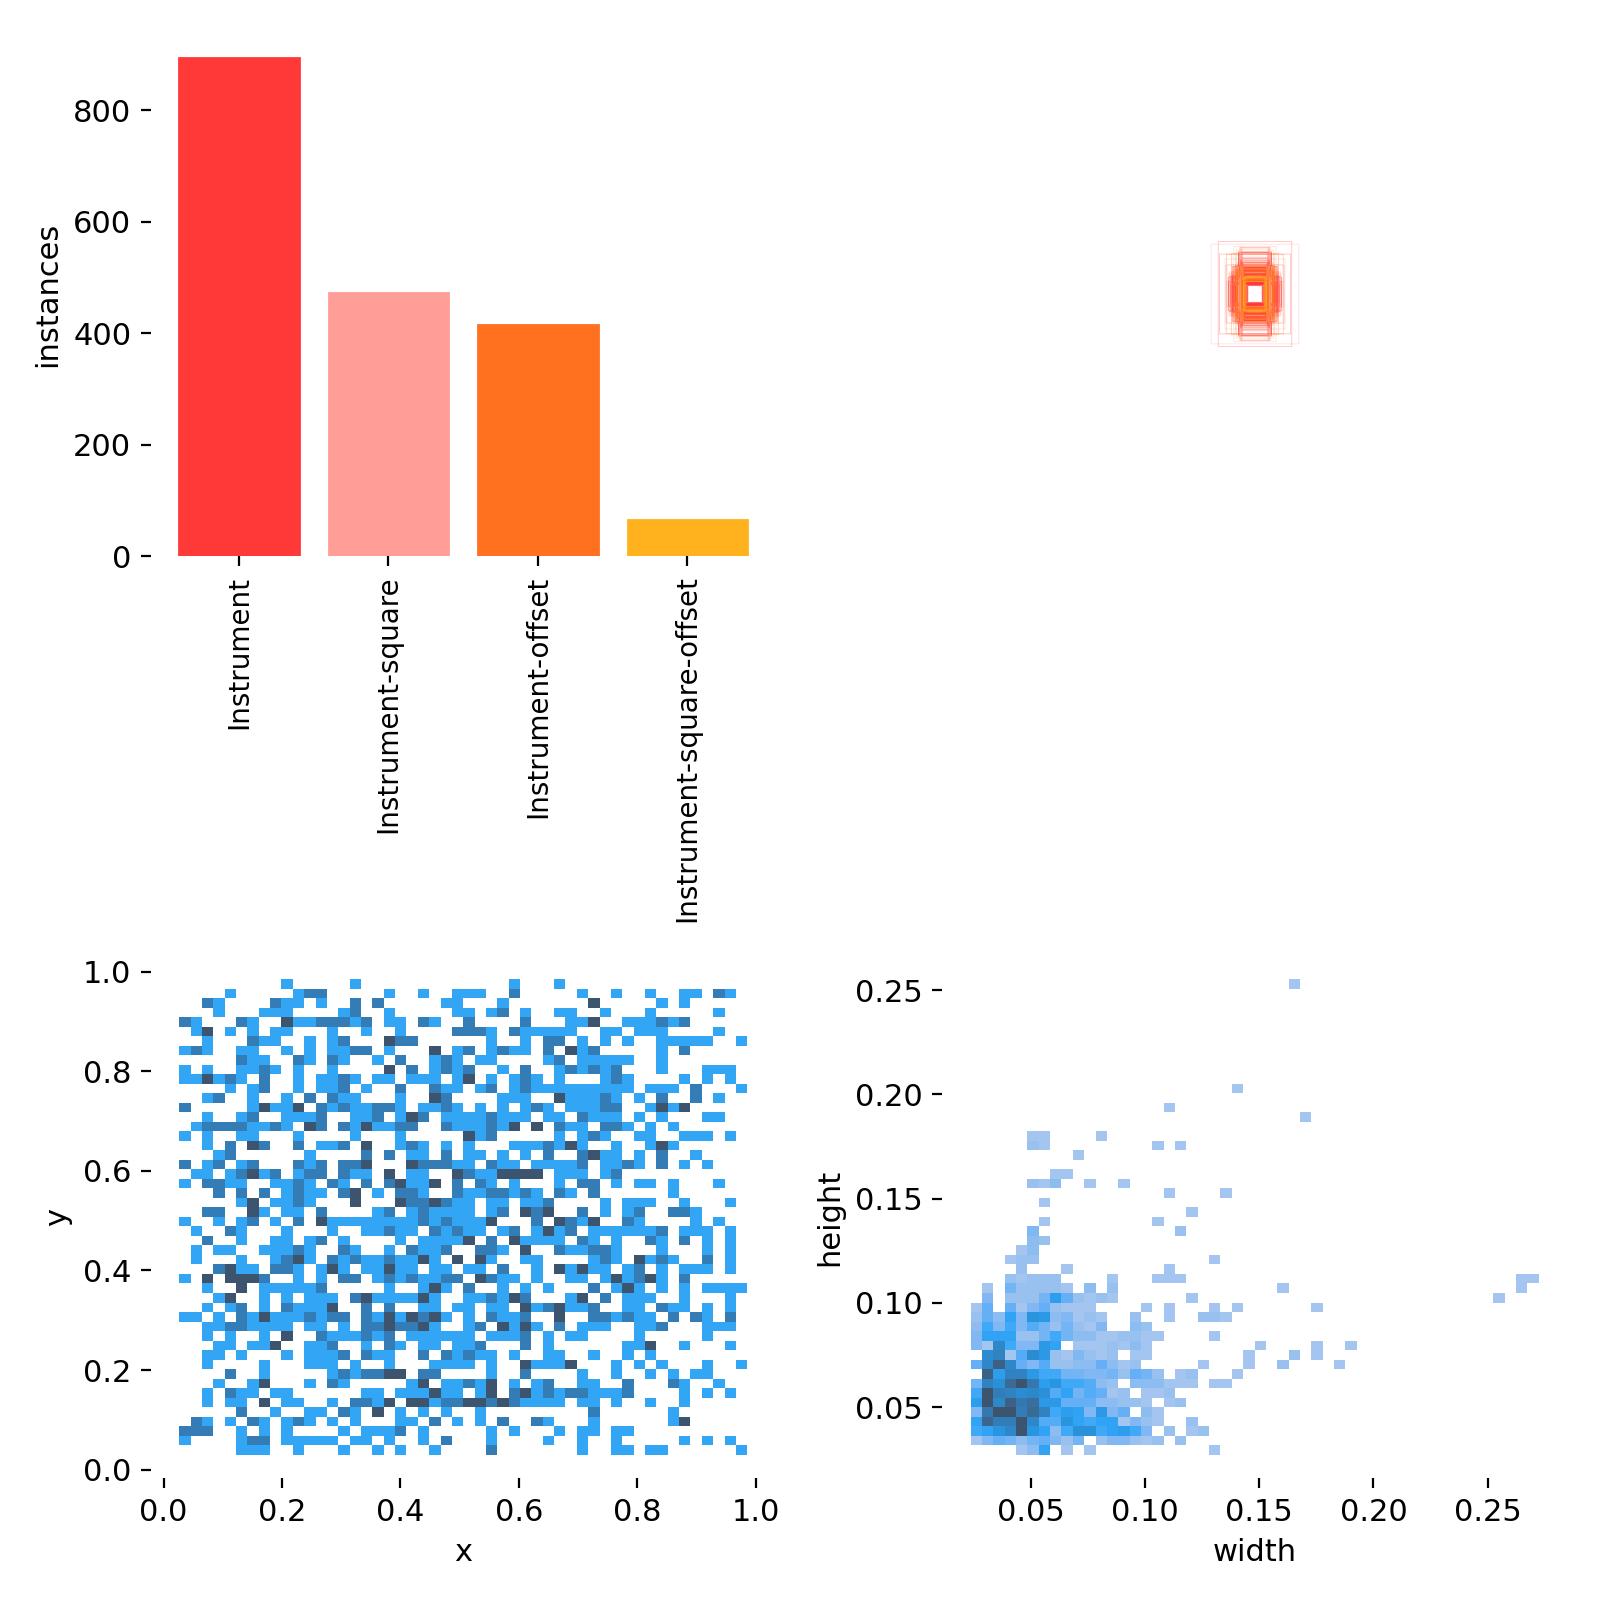 800
600
400
200
0
instances
Instrument
Instrument-square
Instrument-offset
Instrument-square-offset
1.0
0.8
0.6
0.4
0.2
0.0
y
0.0 0.2 0.4 0.6 0.8 1.0
x
0.25
0.20
0.15
0.10
0.05
height
0.05 0.10 0.15 0.20 0.25
width